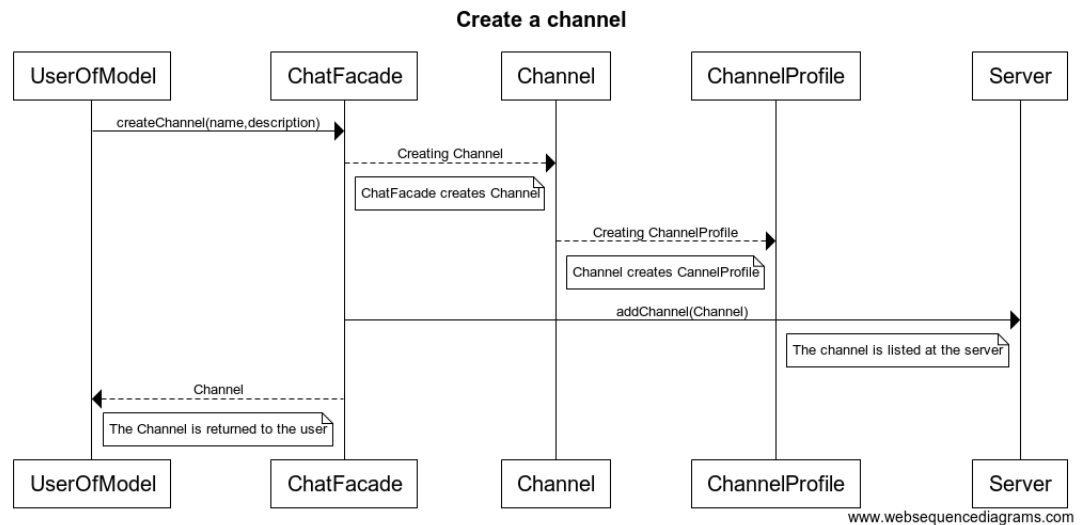 Create a channel
UserOfModel ChatFacade Channel ChannelProfile Server
createChannel(name,description)
Creating Channel
ChatFacade creates Channel
Creating ChannelProfile
Channel creates CannelProfile
addChannel(Channel)
The channel is listed at the server
Channel
The Channel is returned to the user
UserOfModel ChatFacade Channel ChannelProfile Server
www.websequencediagrams.com